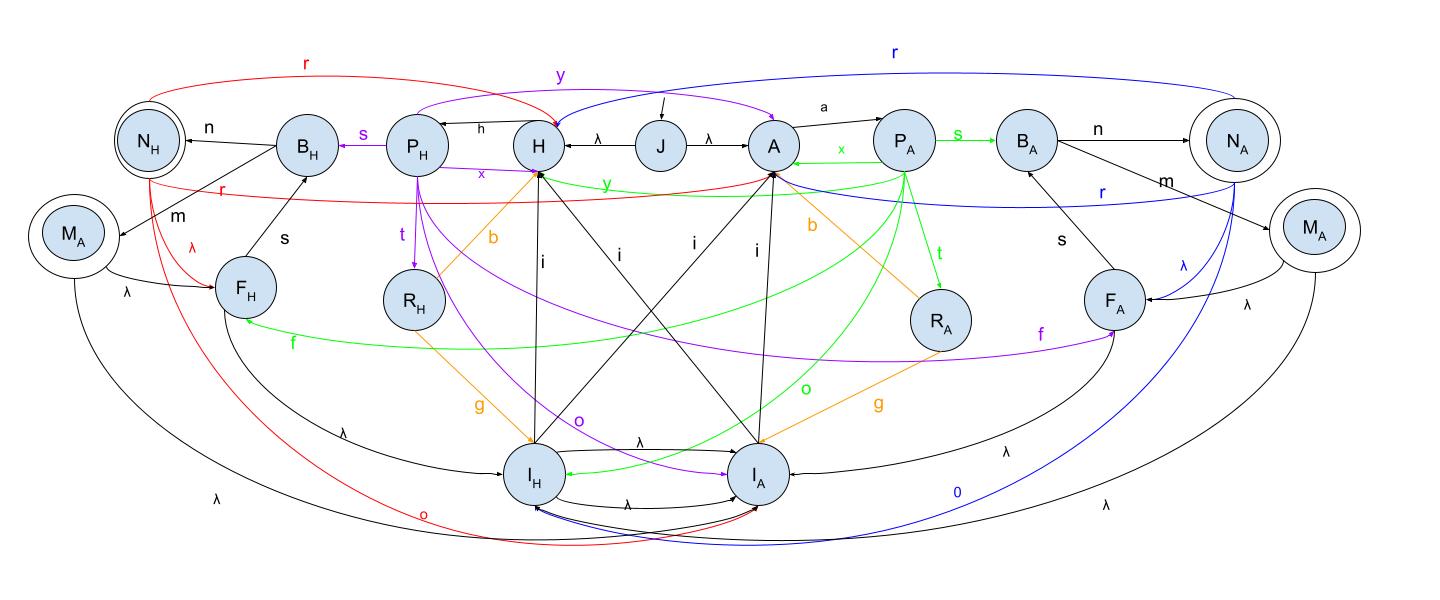 r
r
y
a
N_H
n
B_H
s
P_H
h
H
λ
J
λ
A
x
P_A
s
B_A
n
N_A
x
r
y
r
m
m
M_A
λ
s
t
b
i
i
i
i
b
t
s
λ
M_A
λ
F_H
R_H
R_A
F_A
λ
f
f
g
o
o
g
λ
λ
I_H
I_A
λ
λ
λ
o
0
λ